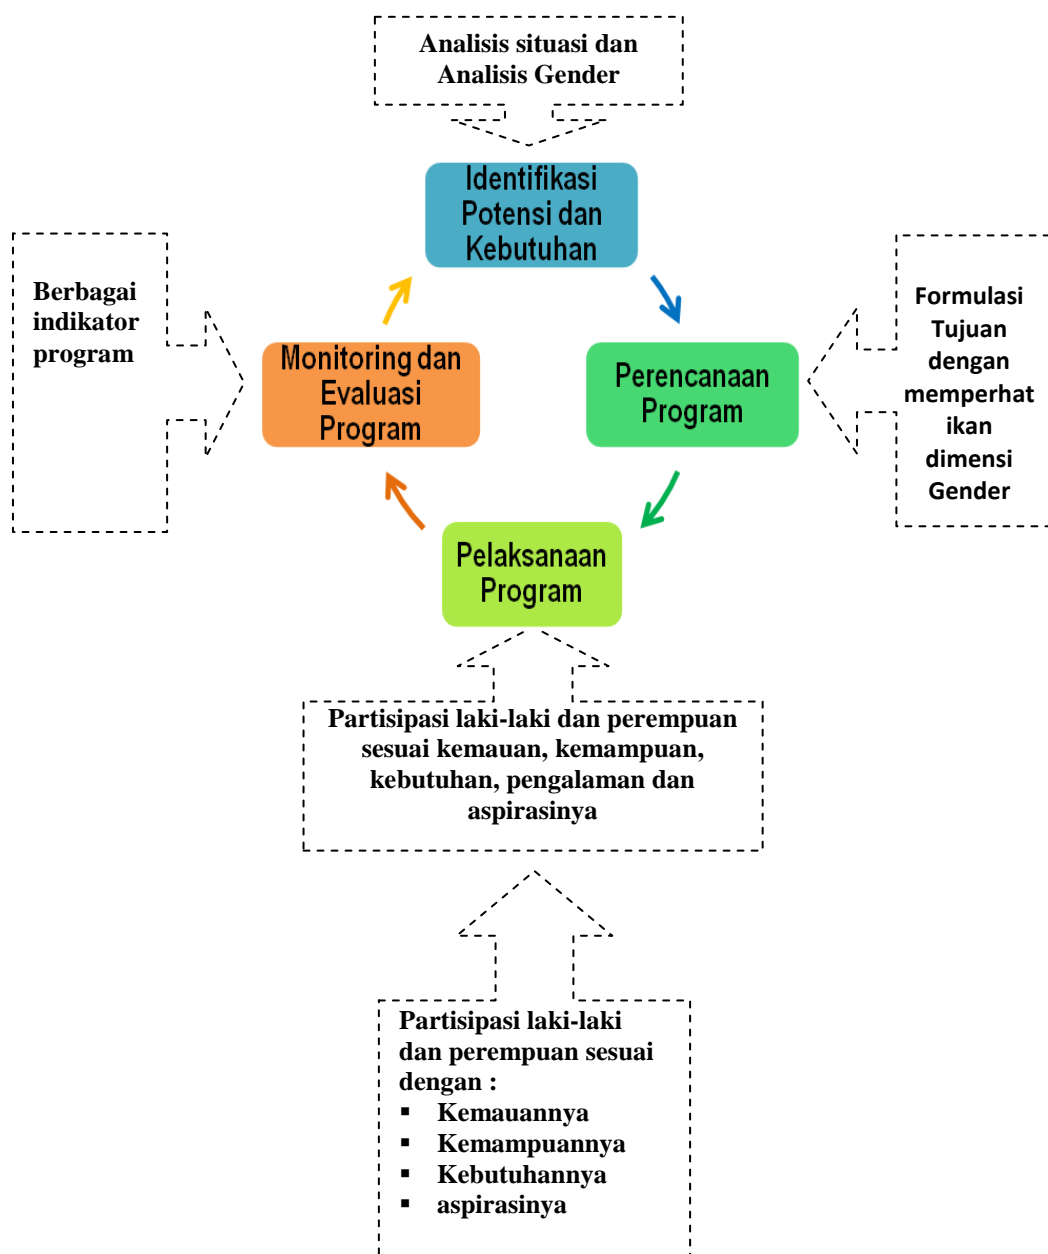 Analisis situasi dan
Analisis Gender
Identifikasi
Potensi dan
Kebutuhan
Berbagai
indikator
program
Monitoring dan
Evaluasi
Program
Perencanaan
Program
Formulasi
Tujuan
dengan
memperhat
ikan
dimensi
Gender
Pelaksanaan
Program
Partisipasi laki-laki dan perempuan
sesuai kemauan, kemampuan,
kebutuhan, pengalaman dan
aspirasinya
Partisipasi laki-laki
dan perempuan sesuai
dengan :
▪ Kemauannya
▪ Kemampuannya
▪ Kebutuhannya
▪ aspirasinya